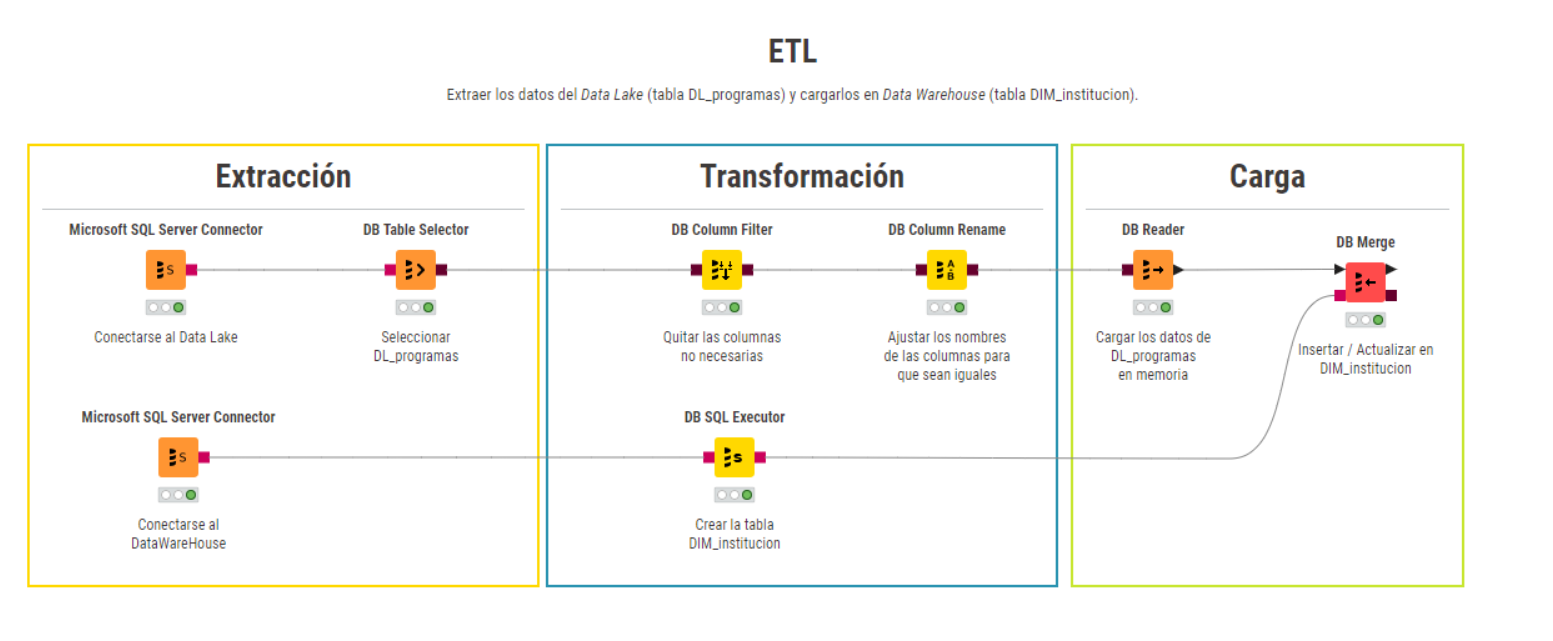 ETL
Extraer los datos del Data Lake (tabla DL_programas) y cargarlos en Data Warehouse (tabla DIM_institucion).
Extracción
Microsoft SQL Server Connector
S
Conectarse al Data Lake
DB Table Selector
Seleccionar
DL_programas
Microsoft SQL Server Connector
S
Conectarse al
DataWareHouse
Transformación
DB Column Filter
Quitar las columnas
no necesarias
DB Column Rename
A
B
Ajustar los nombres
de las columnas para
que sean iguales
DB SQL Executor
S
Crear la tabla
DIM_institucion
Carga
DB Reader
Cargar los datos de
DL_programas
en memoria
DB Merge
Insertar / Actualizar en
DIM_institucion